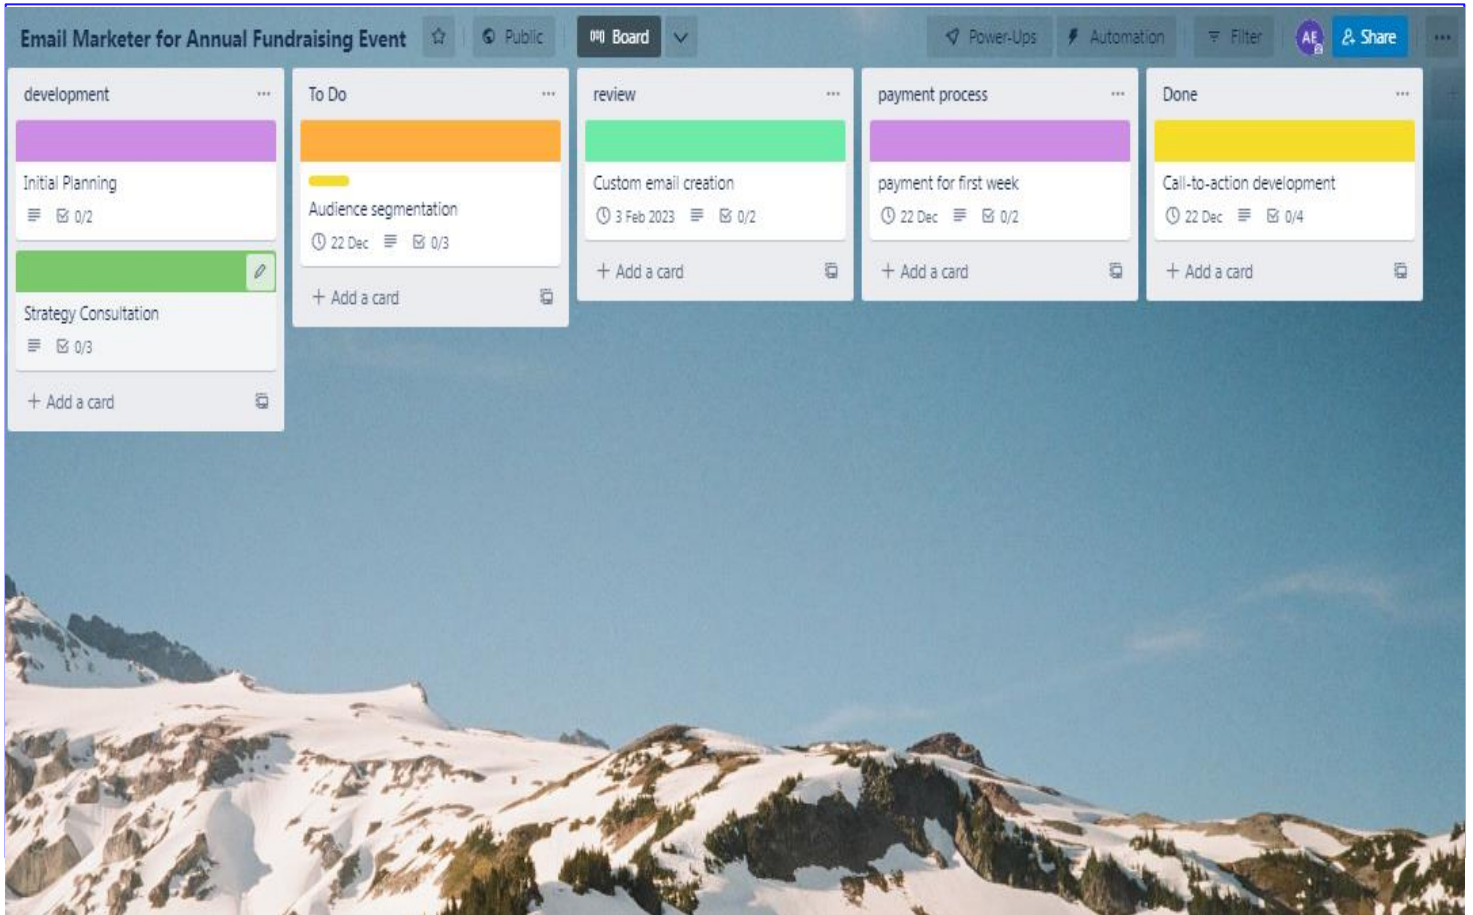 Email Marketer for Annual Fundraising Event Public Board Power-Ups Automation Filter AE Share
development
Initial Planning
0/2
Strategy Consultation
0/3
+ Add a card
To Do
Audience segmentation
22 Dec 0/3
+ Add a card
review
Custom email creation
3 Feb 2023 0/2
+ Add a card
payment process
payment for first week
22 Dec 0/2
+ Add a card
Done
Call-to-action development
22 Dec 0/4
+ Add a card